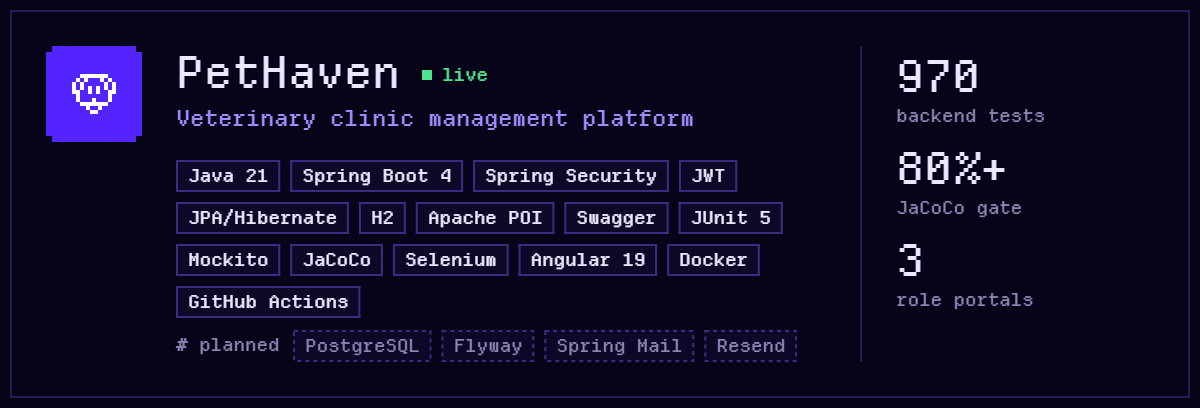 PetHaven live
Veterinary clinic management platform
Java 21 Spring Boot 4 Spring Security JWT
JPA/Hibernate H2 Apache POI Swagger JUnit 5
Mockito JaCoCo Selenium Angular 19 Docker
GitHub Actions
# planned PostgreSQL Flyway Spring Mail Resend
970
backend tests
80%+
JaCoCo gate
3
role portals